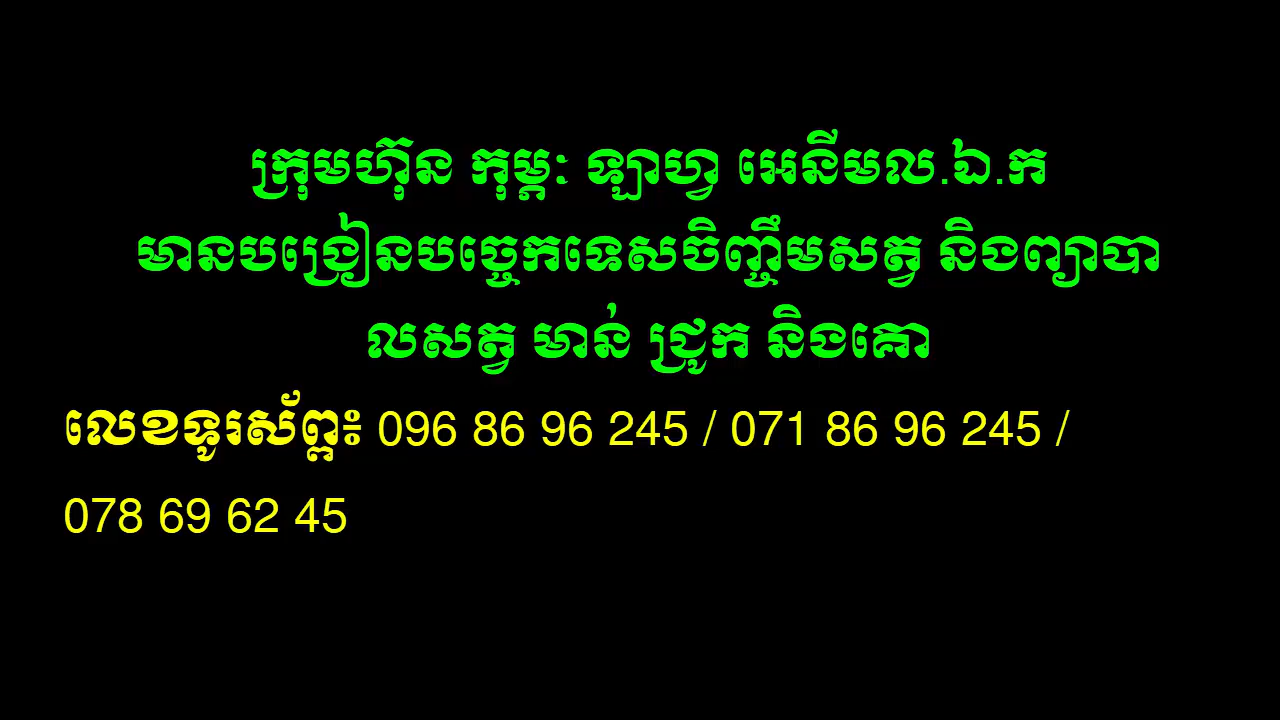 ក្រុមហ៊ុន កុម្ភៈ ឡាហ្វ អេនីមល.ឯ.ក
មានបង្រៀនបច្ចេកទេសចិញ្ចឹមសត្វ និងព្យាបា
លសត្វ មាន់ ជ្រូក និងគោ
លេខទូរស័ព្ទ៖ 096 86 96 245 / 071 86 96 245 /
078 69 62 45